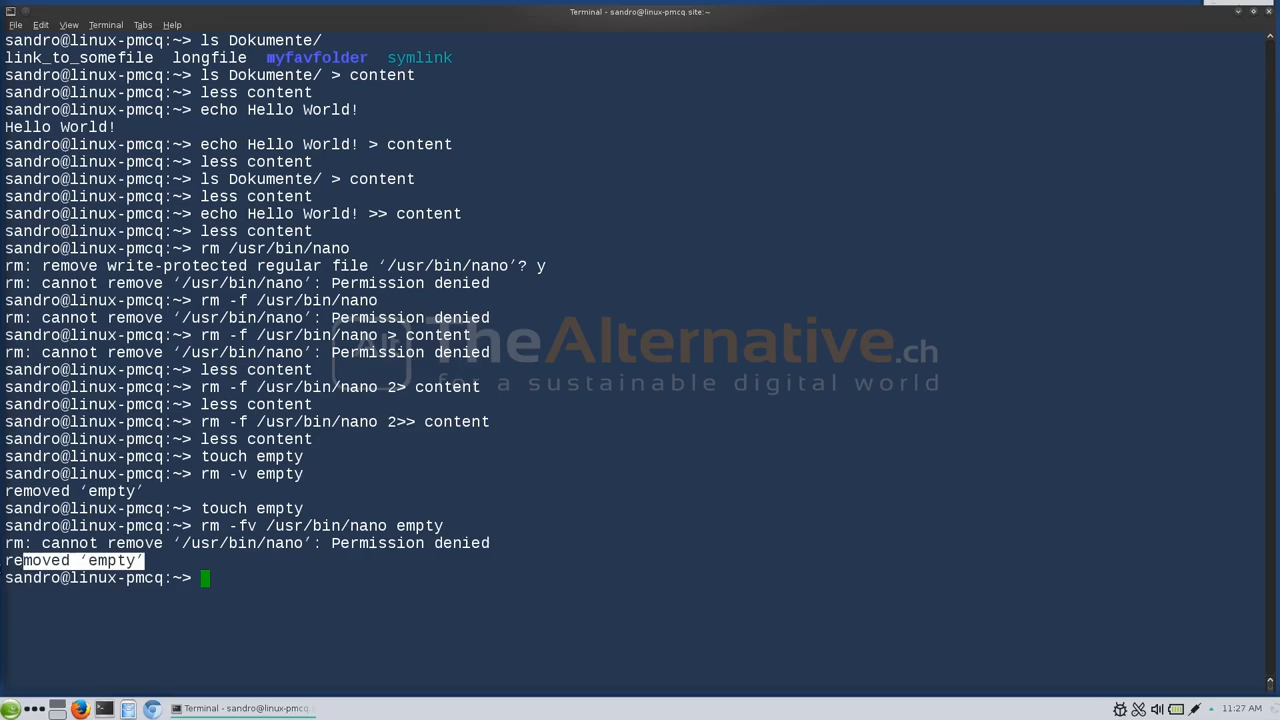 Terminal - sandro@linux-pmcq.site:~
File Edit View Terminal Tabs Help
sandro@linux-pmcq:~> ls Dokumente/
link_to_somefile longfile myfavfolder symlink
sandro@linux-pmcq:~> ls Dokumente/ > content
sandro@linux-pmcq:~> less content
sandro@linux-pmcq:~> echo Hello World!
Hello World!
sandro@linux-pmcq:~> echo Hello World! > content
sandro@linux-pmcq:~> less content
sandro@linux-pmcq:~> ls Dokumente/ > content
sandro@linux-pmcq:~> less content
sandro@linux-pmcq:~> echo Hello World! >> content
sandro@linux-pmcq:~> less content
sandro@linux-pmcq:~> rm /usr/bin/nano
rm: remove write-protected regular file ‘/usr/bin/nano’? y
rm: cannot remove ‘/usr/bin/nano’: Permission denied
sandro@linux-pmcq:~> rm -f /usr/bin/nano
rm: cannot remove ‘/usr/bin/nano’: Permission denied
sandro@linux-pmcq:~> rm -f /usr/bin/nano > content
rm: cannot remove ‘/usr/bin/nano’: Permission denied
sandro@linux-pmcq:~> less content
sandro@linux-pmcq:~> rm -f /usr/bin/nano 2> content
sandro@linux-pmcq:~> less content
sandro@linux-pmcq:~> rm -f /usr/bin/nano 2>> content
sandro@linux-pmcq:~> less content
sandro@linux-pmcq:~> touch empty
sandro@linux-pmcq:~> rm -v empty
removed ‘empty’
sandro@linux-pmcq:~> touch empty
sandro@linux-pmcq:~> rm -fv /usr/bin/nano empty
rm: cannot remove ‘/usr/bin/nano’: Permission denied
removed ‘empty’
sandro@linux-pmcq:~>
TheAlternative.ch
for a sustainable digital world
Terminal - sandro@linux-pmcq.
11:27 AM